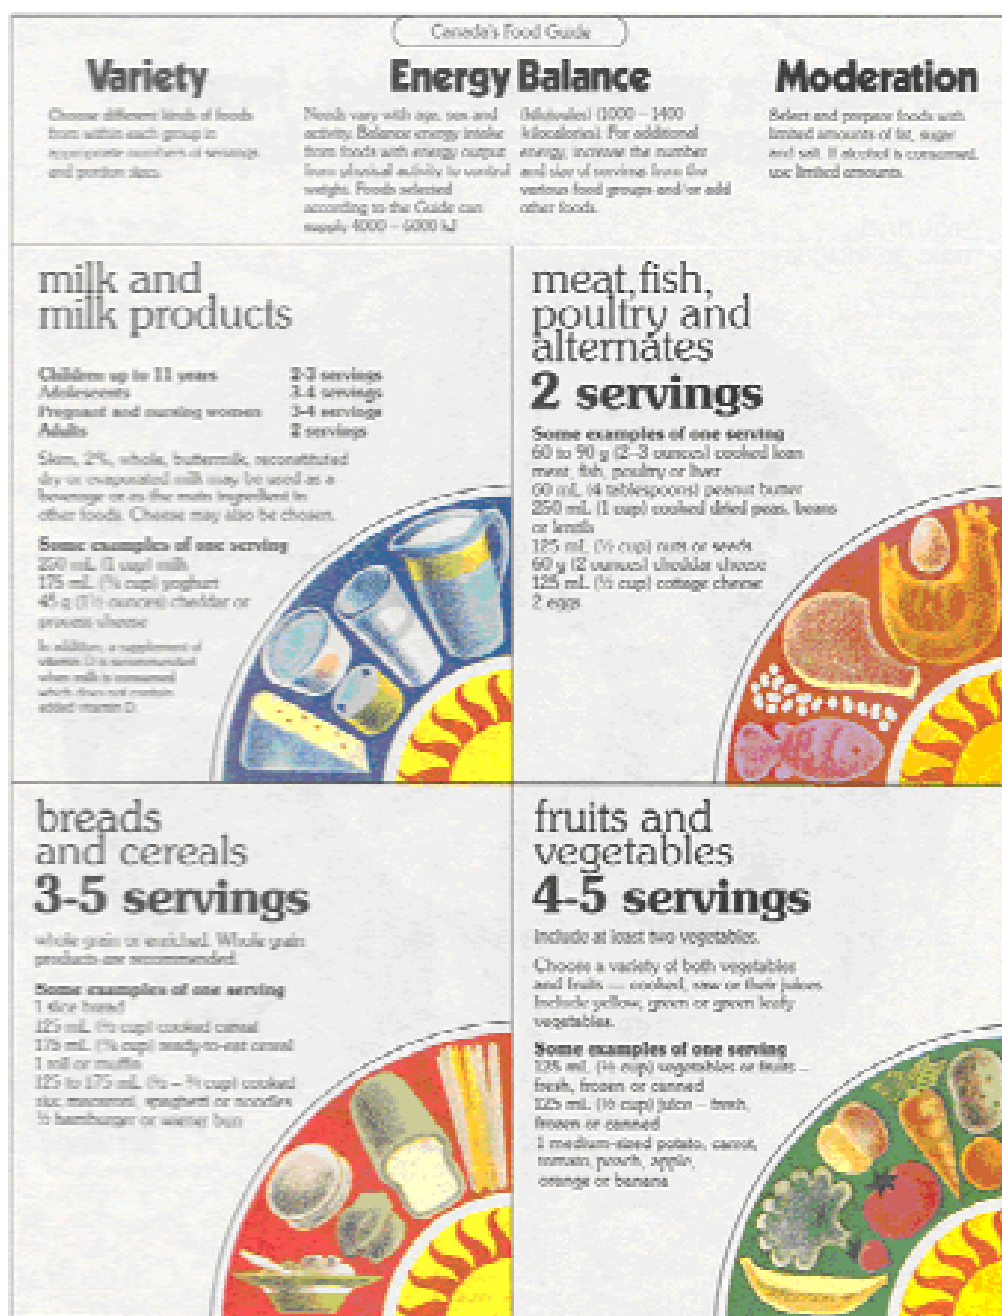 Canada's Food Guide
Variety
Choose different kinds of foods
from within each group in
appropriate numbers of servings
and portion sizes.
Energy Balance
Needs vary with age, sex and
activity. Balance energy intake
from foods with energy output
from physical activity to control
weight. Foods selected
according to the Guide can
supply 4000 – 6000 kJ
(kilojoules) (1000 – 1400
kilocalories). For additional
energy, increase the number
and size of servings from the
various food groups and/or add
other foods.
Moderation
Select and prepare foods with
limited amounts of fat, sugar
and salt. If alcohol is consumed,
use limited amounts.
milk and
milk products
Children up to 11 years 2-3 servings
Adolescents 3-4 servings
Pregnant and nursing women 3-4 servings
Adults 2 servings
Skim, 2%, whole, buttermilk, reconstituted
dry or evaporated milk may be used as a
beverage or as the main ingredient in
other foods. Cheese may also be chosen.
Some examples of one serving
250 mL (1 cup) milk
175 mL (¾ cup) yoghurt
45 g (1½ ounces) cheddar or
process cheese
In addition, a supplement of
vitamin D is recommended
when milk is consumed
which does not contain
added vitamin D.
meat, fish,
poultry and
alternates
2 servings
Some examples of one serving
60 to 90 g (2–3 ounces) cooked lean
meat, fish, poultry or liver
60 mL (4 tablespoons) peanut butter
250 mL (1 cup) cooked dried peas, beans
or lentils
125 mL (½ cup) nuts or seeds
60 g (2 ounces) cheddar cheese
125 mL (½ cup) cottage cheese
2 eggs
breads
and cereals
3-5 servings
whole grain or enriched. Whole grain
products are recommended.
Some examples of one serving
1 slice bread
125 mL (½ cup) cooked cereal
175 mL (¾ cup) ready-to-eat cereal
1 roll or muffin
125 to 175 mL (½ – ¾ cup) cooked
rice, macaroni, spaghetti or noodles
½ hamburger or wiener bun
fruits and
vegetables
4-5 servings
Include at least two vegetables.
Choose a variety of both vegetables
and fruits — cooked, raw or their juices.
Include yellow, green or green leafy
vegetables.
Some examples of one serving
125 mL (½ cup) vegetables or fruits –
fresh, frozen or canned
125 mL (½ cup) juice – fresh,
frozen or canned
1 medium-sized potato, carrot,
tomato, peach, apple,
orange or banana